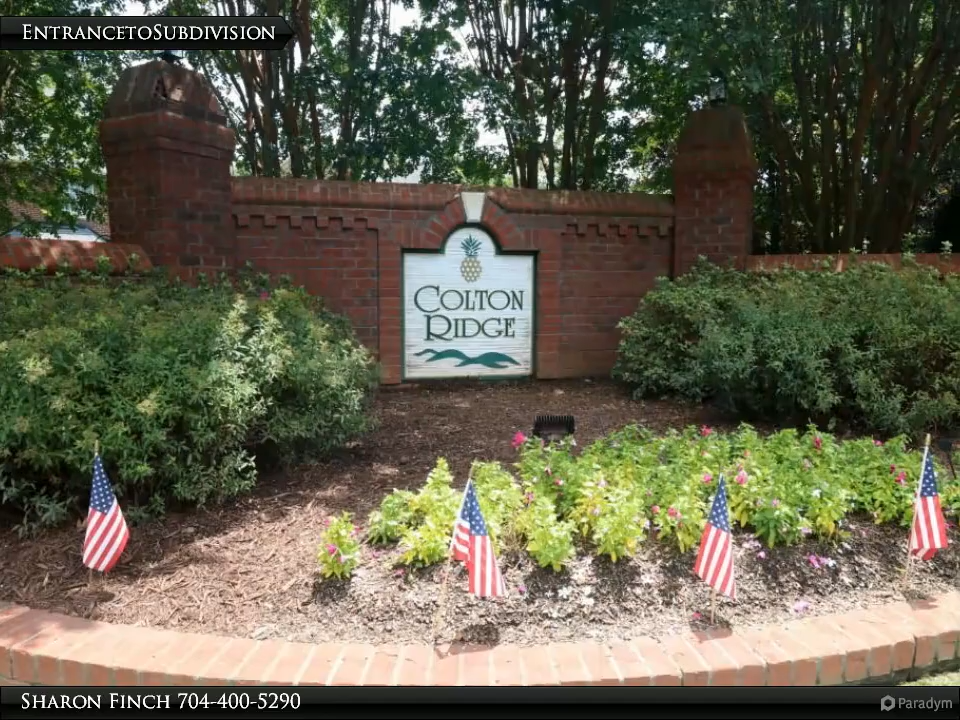 EntrancetoSubdivision
COLTON
RIDGE
Sharon Finch 704-400-5290
Paradym